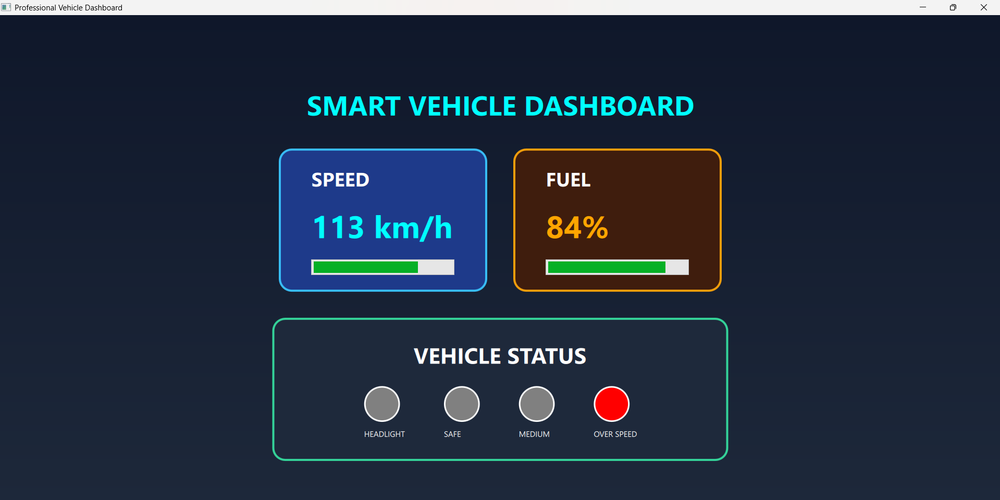 Professional Vehicle Dashboard
SMART VEHICLE DASHBOARD
SPEED
113 km/h
FUEL
84%
VEHICLE STATUS
HEADLIGHT
SAFE
MEDIUM
OVER SPEED